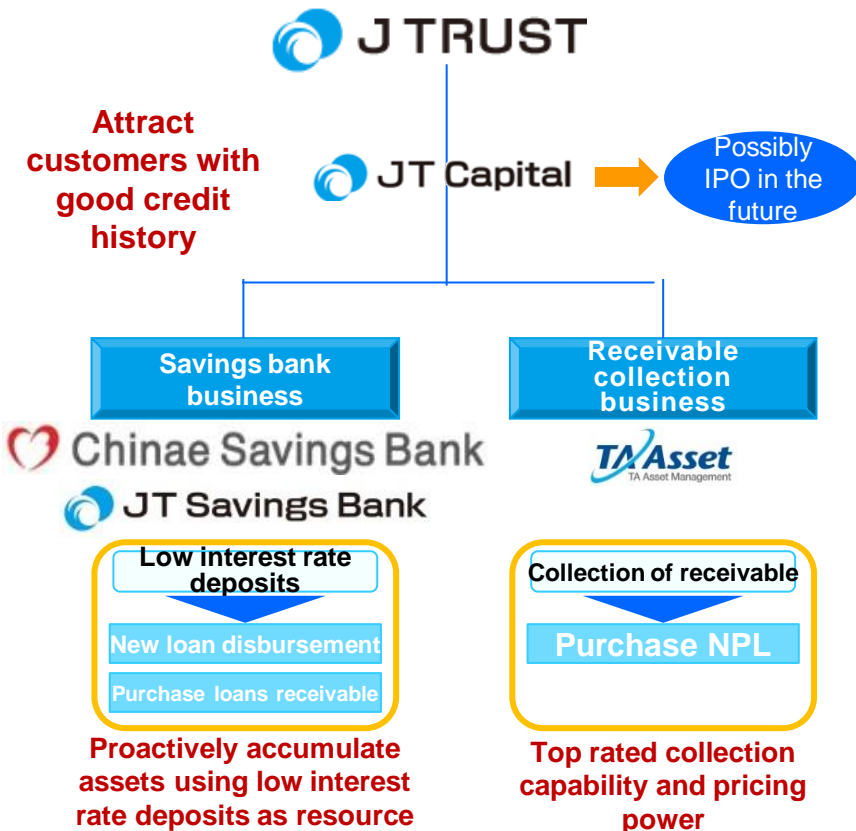 J TRUST
Attract
customers with
good credit
history
JT Capital
Possibly
IPO in the
future
Savings bank
business
Receivable
collection
business
Chinae Savings Bank
JT Savings Bank
TA Asset
TA Asset Management
Low interest rate
deposits
New loan disbursement
Purchase loans receivable
Collection of receivable
Purchase NPL
Proactively accumulate
assets using low interest
rate deposits as resource
Top rated collection
capability and pricing
power